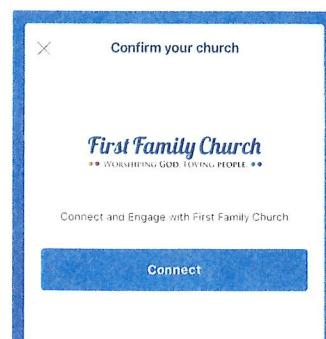 Confirm your church
First Family Church
WORSHIPING GOD. LOVING PEOPLE.
Connect and Engage with First Family Church
Connect